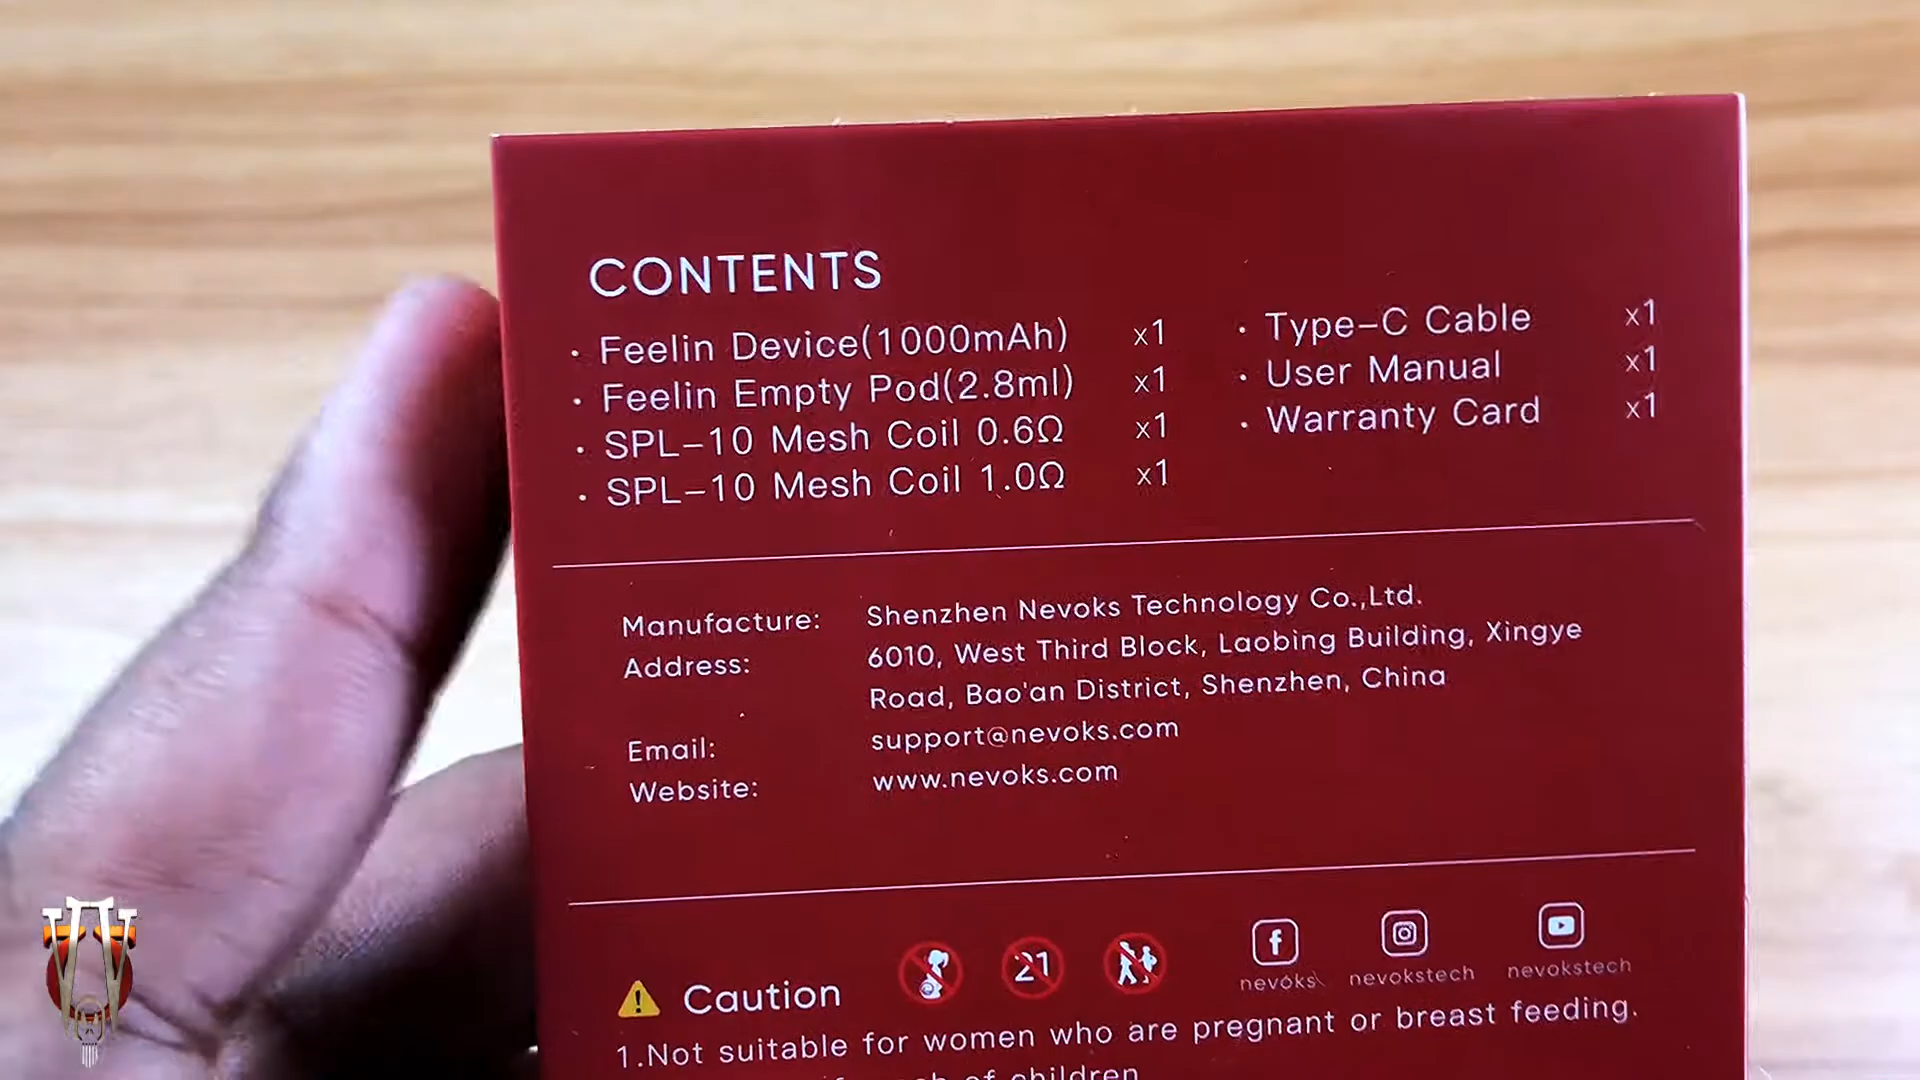 CONTENTS
· Feelin Device(1000mAh) x1
· Feelin Empty Pod(2.8ml) x1
· SPL-10 Mesh Coil 0.6Ω x1
· SPL-10 Mesh Coil 1.0Ω x1
· Type-C Cable x1
· User Manual x1
· Warranty Card x1
Manufacture: Shenzhen Nevoks Technology Co.,Ltd.
Address: 6010, West Third Block, Laobing Building, Xingye
Road, Bao'an District, Shenzhen, China
Email: support@nevoks.com
Website: www.nevoks.com
21
nevoks nevokstech nevokstech
Caution
1.Not suitable for women who are pregnant or breast feeding.
of children